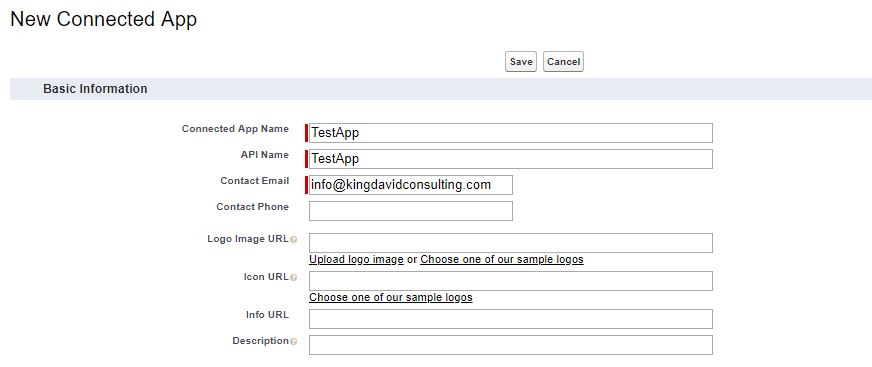 New Connected App
Save Cancel
Basic Information
Connected App Name TestApp
API Name TestApp
Contact Email info@kingdavidconsulting.com
Contact Phone
Logo Image URL ?
Upload logo image or Choose one of our sample logos
Icon URL ?
Choose one of our sample logos
Info URL
Description ?